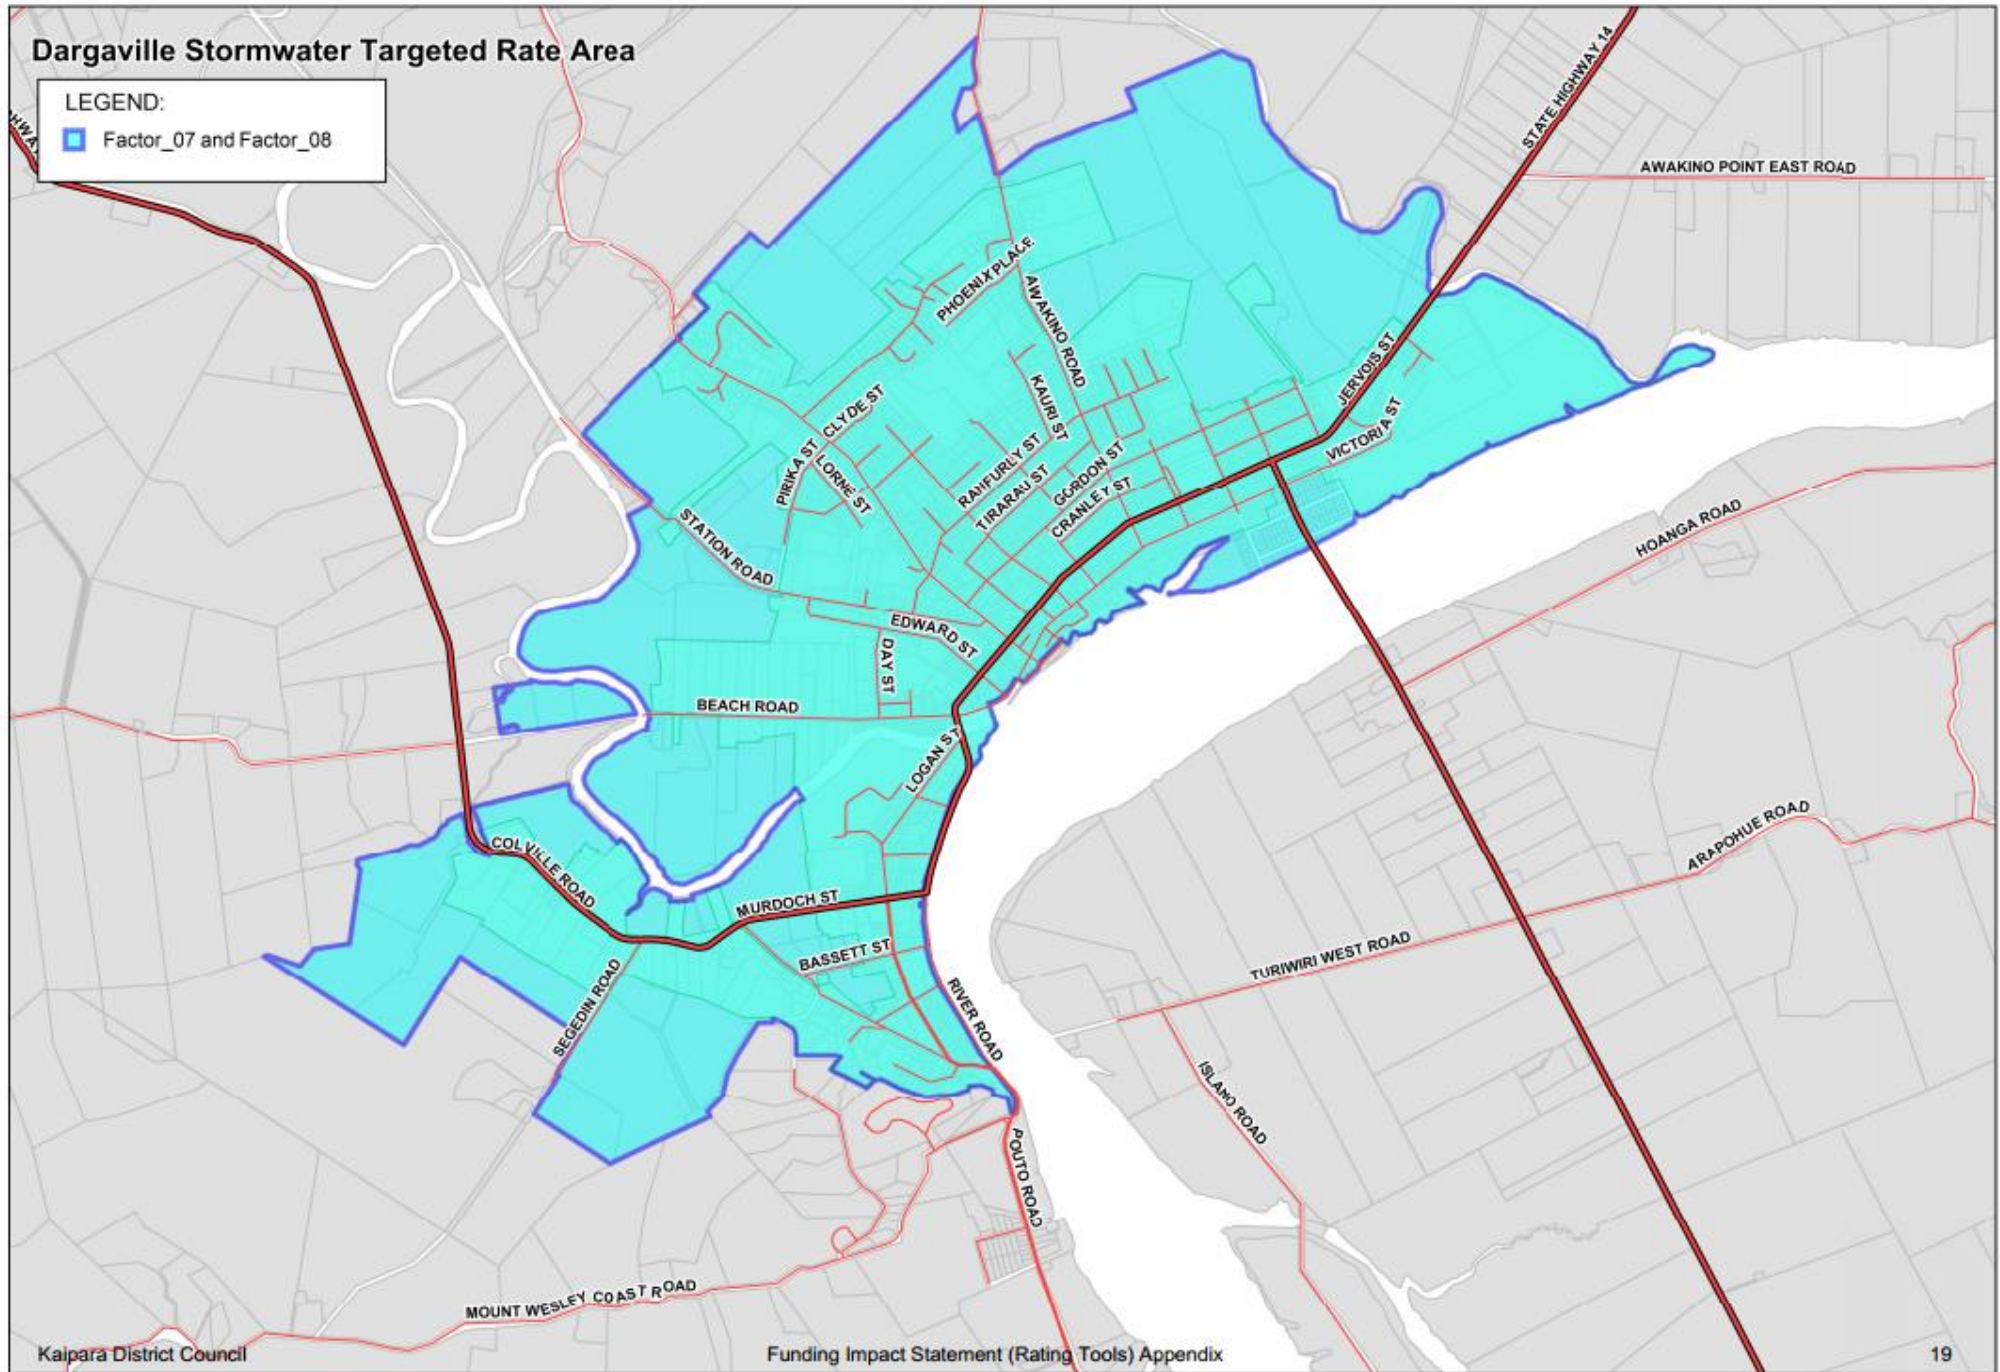 Dargaville Stormwater Targeted Rate Area
LEGEND:
Factor_07 and Factor_08
STATE HIGHWAY 14
AWAKINO POINT EAST ROAD
PHOENIX PLACE
AWAKINO ROAD
JERVOIS ST
KAURI ST
CLYDE ST
VICTORIA ST
PIRIKA ST
LORNE ST
RANFURLY ST
TIRARAU ST
GORDON ST
CRANLEY ST
STATION ROAD
HOANGA ROAD
EDWARD ST
DAY ST
BEACH ROAD
LOGAN ST
COLVILLE ROAD
ARAPOHUE ROAD
MURDOCH ST
BASSETT ST
TURIWIRI WEST ROAD
SEGEDIN ROAD
RIVER ROAD
ISLAND ROAD
POUTO ROAD
MOUNT WESLEY COAST ROAD
Kaipara District Council
Funding Impact Statement (Rating Tools) Appendix
19